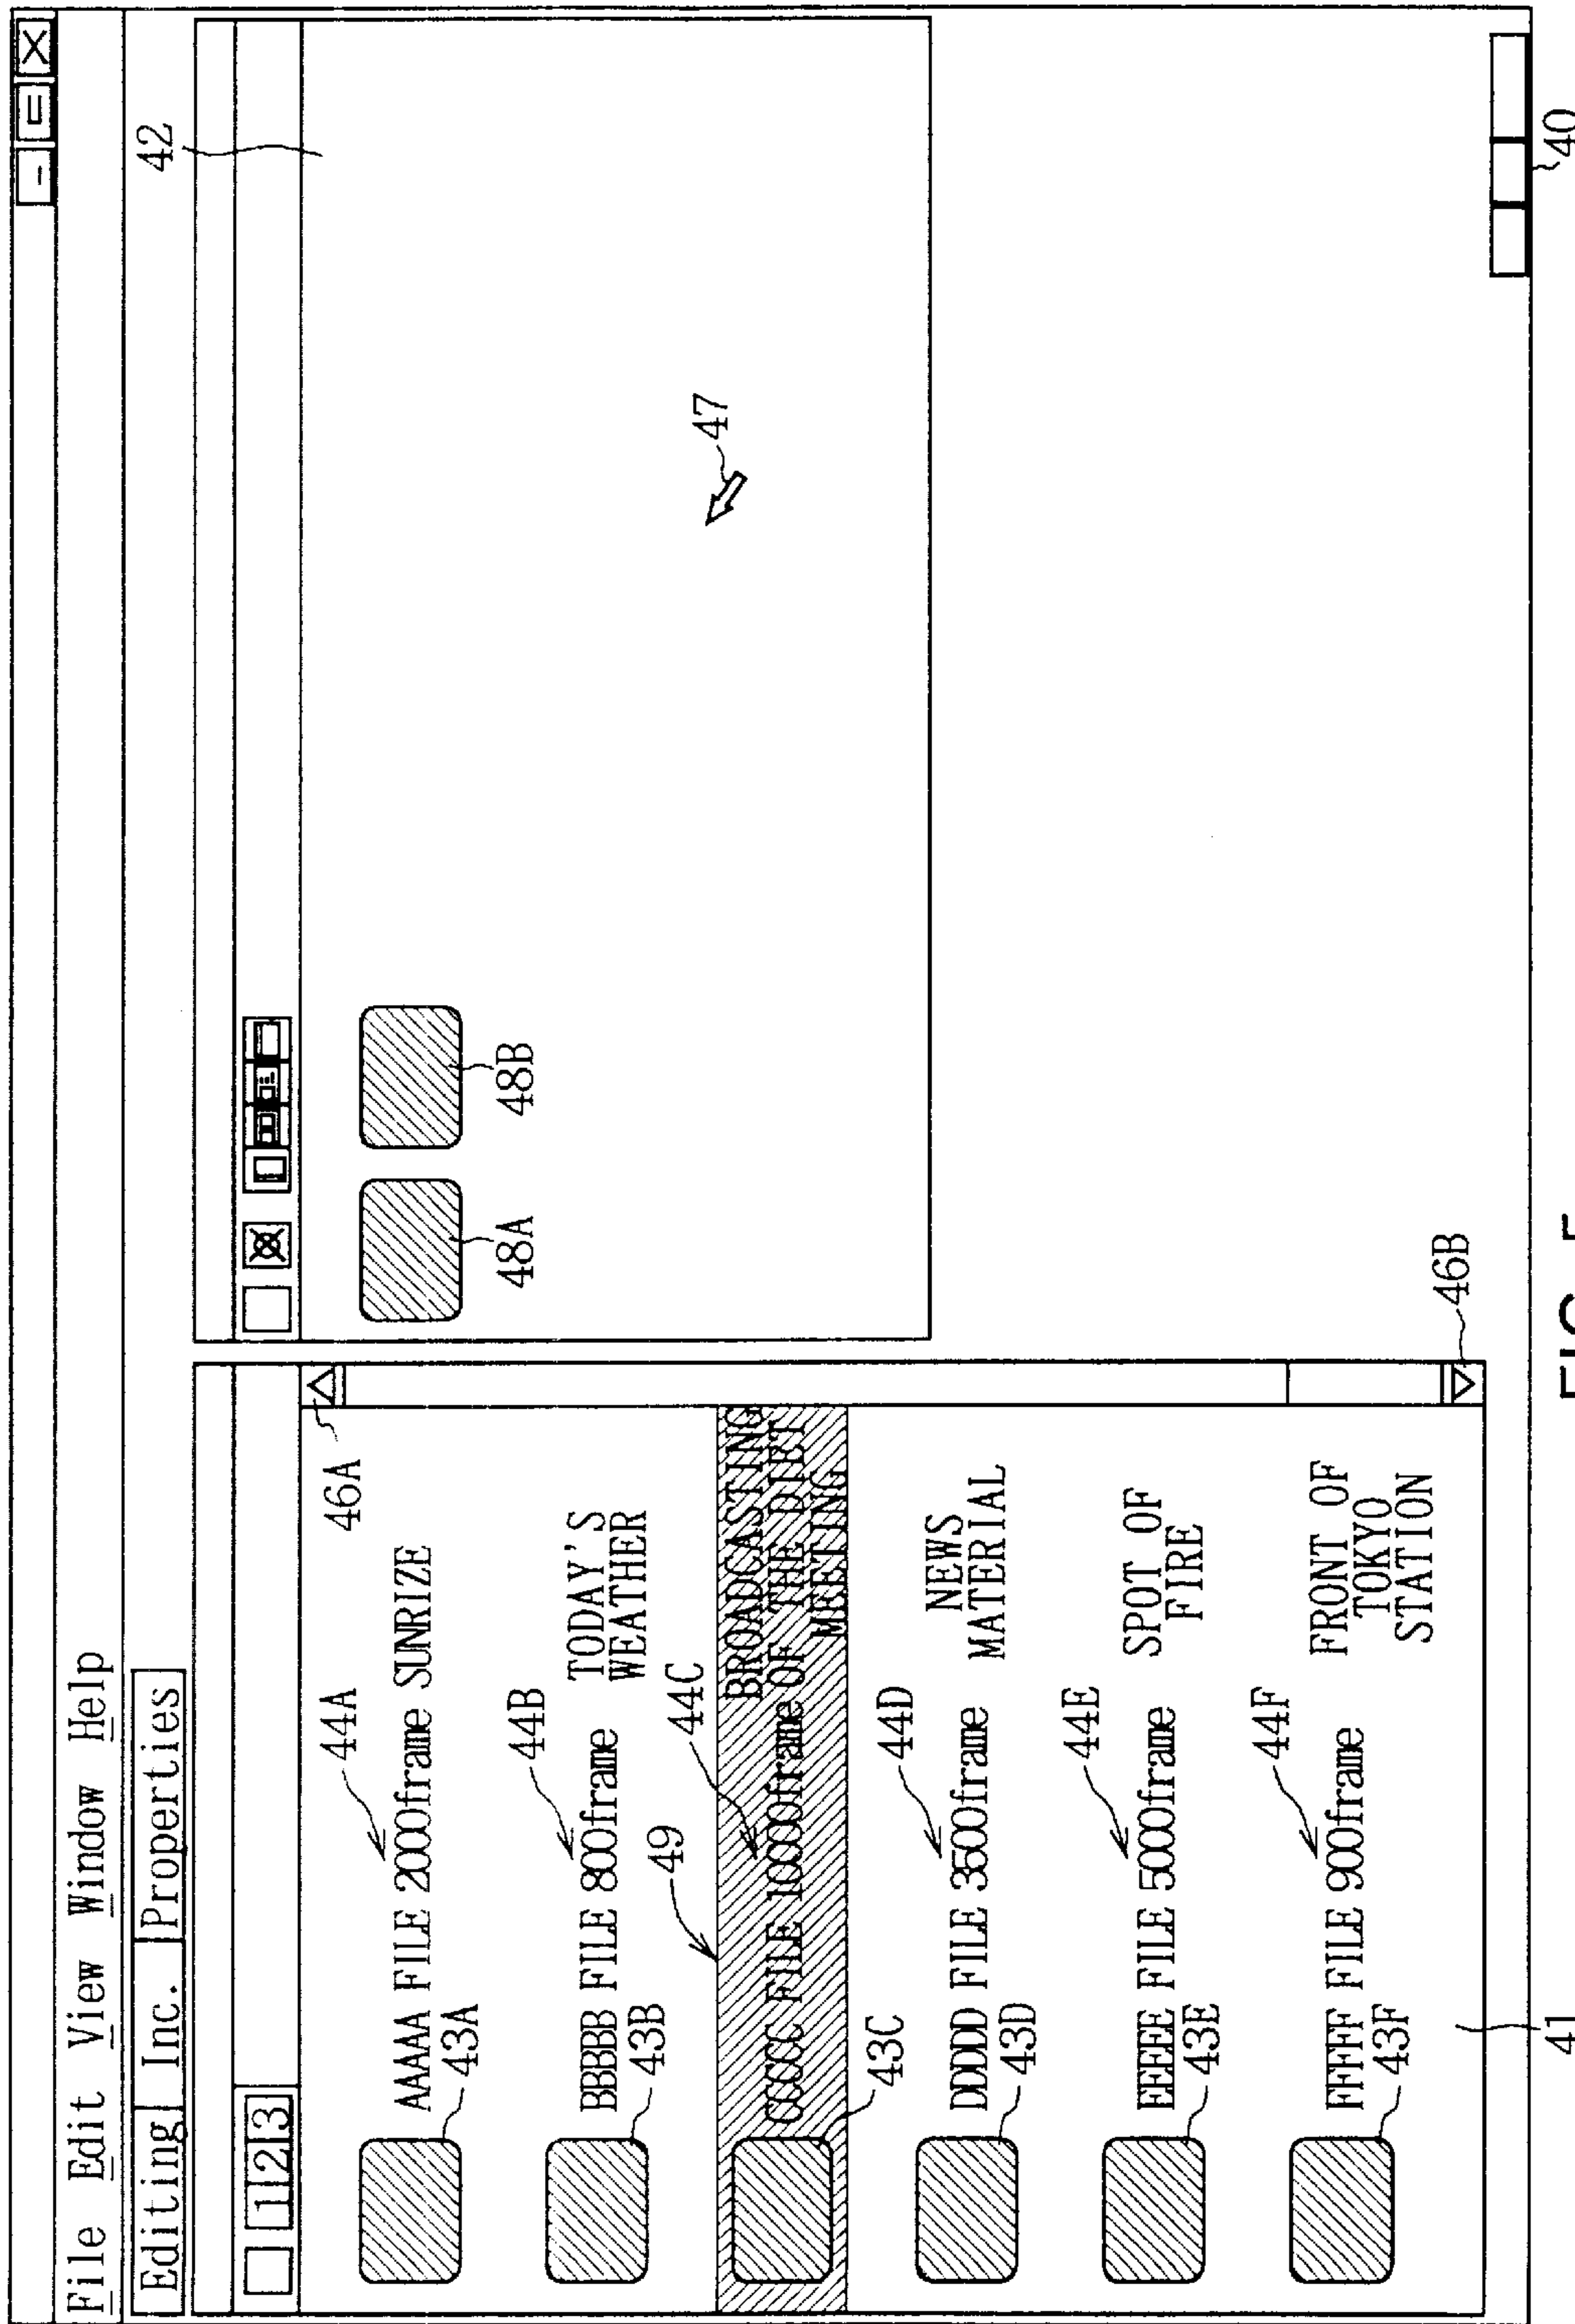 - = X
File Edit View Window Help
Editing Inc. Properties
1 2 3
42
46A
44A
AAAAA FILE 2000frame SUNRIZE
43A
48A
48B
44B
BBBBB FILE 800frame TODAY'S
WEATHER
43B
49
44C
47
BROADCASTING
CCCC FILE 10000frame OF THE DIET
MEETING
43C
44D
DDDDD FILE 3500frame NEWS
MATERIAL
43D
44E
EEEEE FILE 5000frame SPOT OF
FIRE
43E
44F
FFFFF FILE 900frame FRONT OF
TOKYO
STATION
43F
46B
41
40